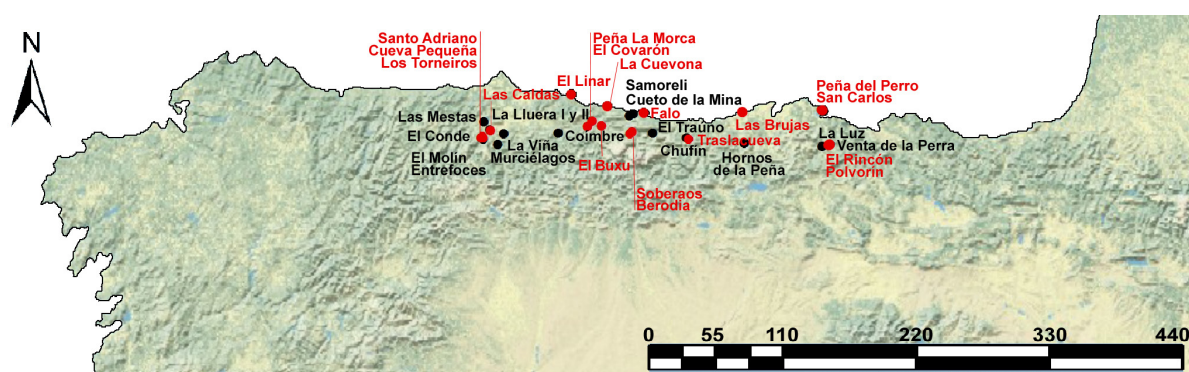 N
Santo Adriano
Cueva Pequeña
Los Torneiros
Peña La Morca
El Covarón
La Cuevona
El Linar
Las Caldas
Samoreli
Cueto de la Mina
Falo
Peña del Perro
San Carlos
Las Mestas
La Lluera I y II
El Conde
La Viña
Coimbre
El Trauno
Las Brujas
La Luz
El Molín
Entrefoces
Murciélagos
El Buxu
Chufín
Traslacueva
Hornos
de la Peña
Venta de la Perra
El Rincón
Polvorín
Soberaos
Berodia
0 55 110 220 330 440